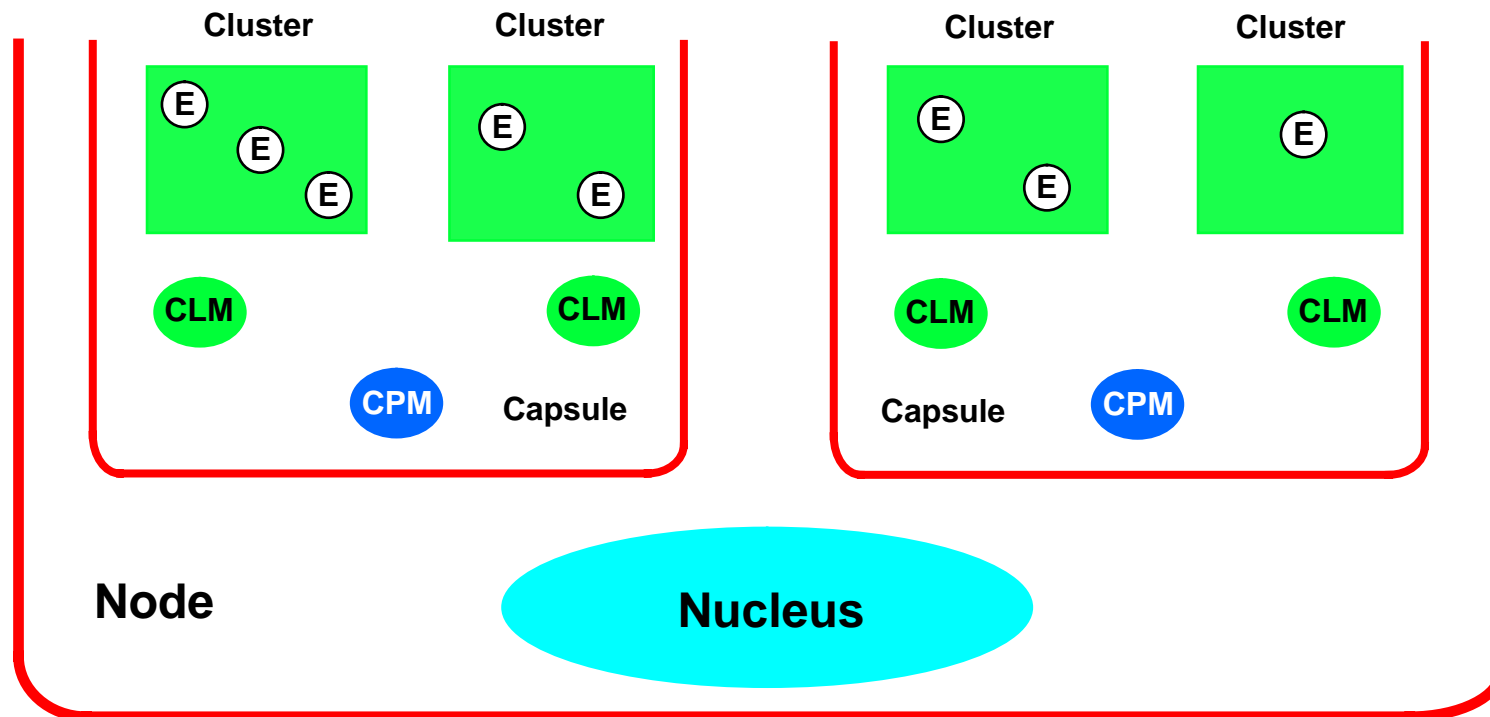 Cluster
Cluster
Cluster
Cluster
E
E
E
E
E
E
E
E
CLM
CLM
CLM
CLM
CPM
Capsule
Capsule
CPM
Node
Nucleus